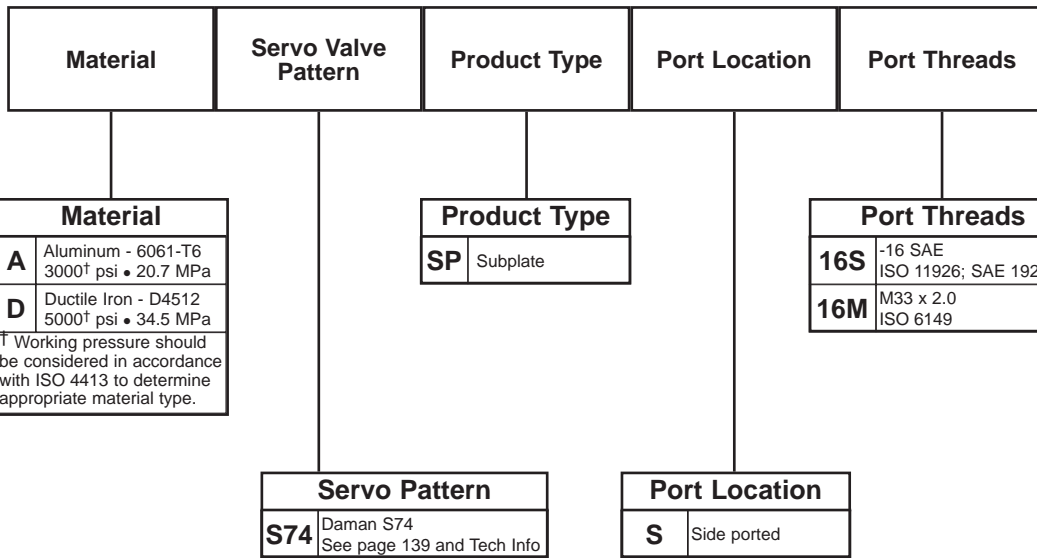 Material
Servo Valve
Pattern
Product Type
Port Location
Port Threads
Material
A
Aluminum - 6061-T6
3000† psi • 20.7 MPa
D
Ductile Iron - D4512
5000† psi • 34.5 MPa
† Working pressure should
be considered in accordance
with ISO 4413 to determine
appropriate material type.
Product Type
SP
Subplate
Port Threads
16S
-16 SAE
ISO 11926; SAE 192
16M
M33 x 2.0
ISO 6149
Servo Pattern
S74
Daman S74
See page 139 and Tech Info
Port Location
S
Side ported